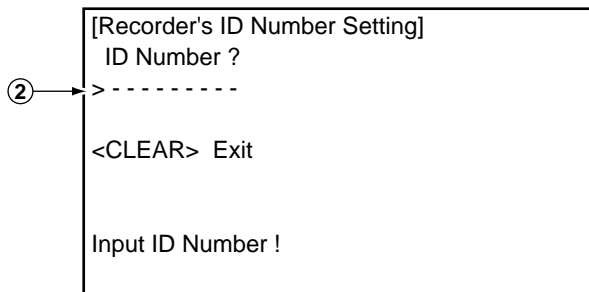 [Recorder's ID Number Setting]
ID Number ?
2
>- - - - - - - - -
<CLEAR> Exit
Input ID Number !